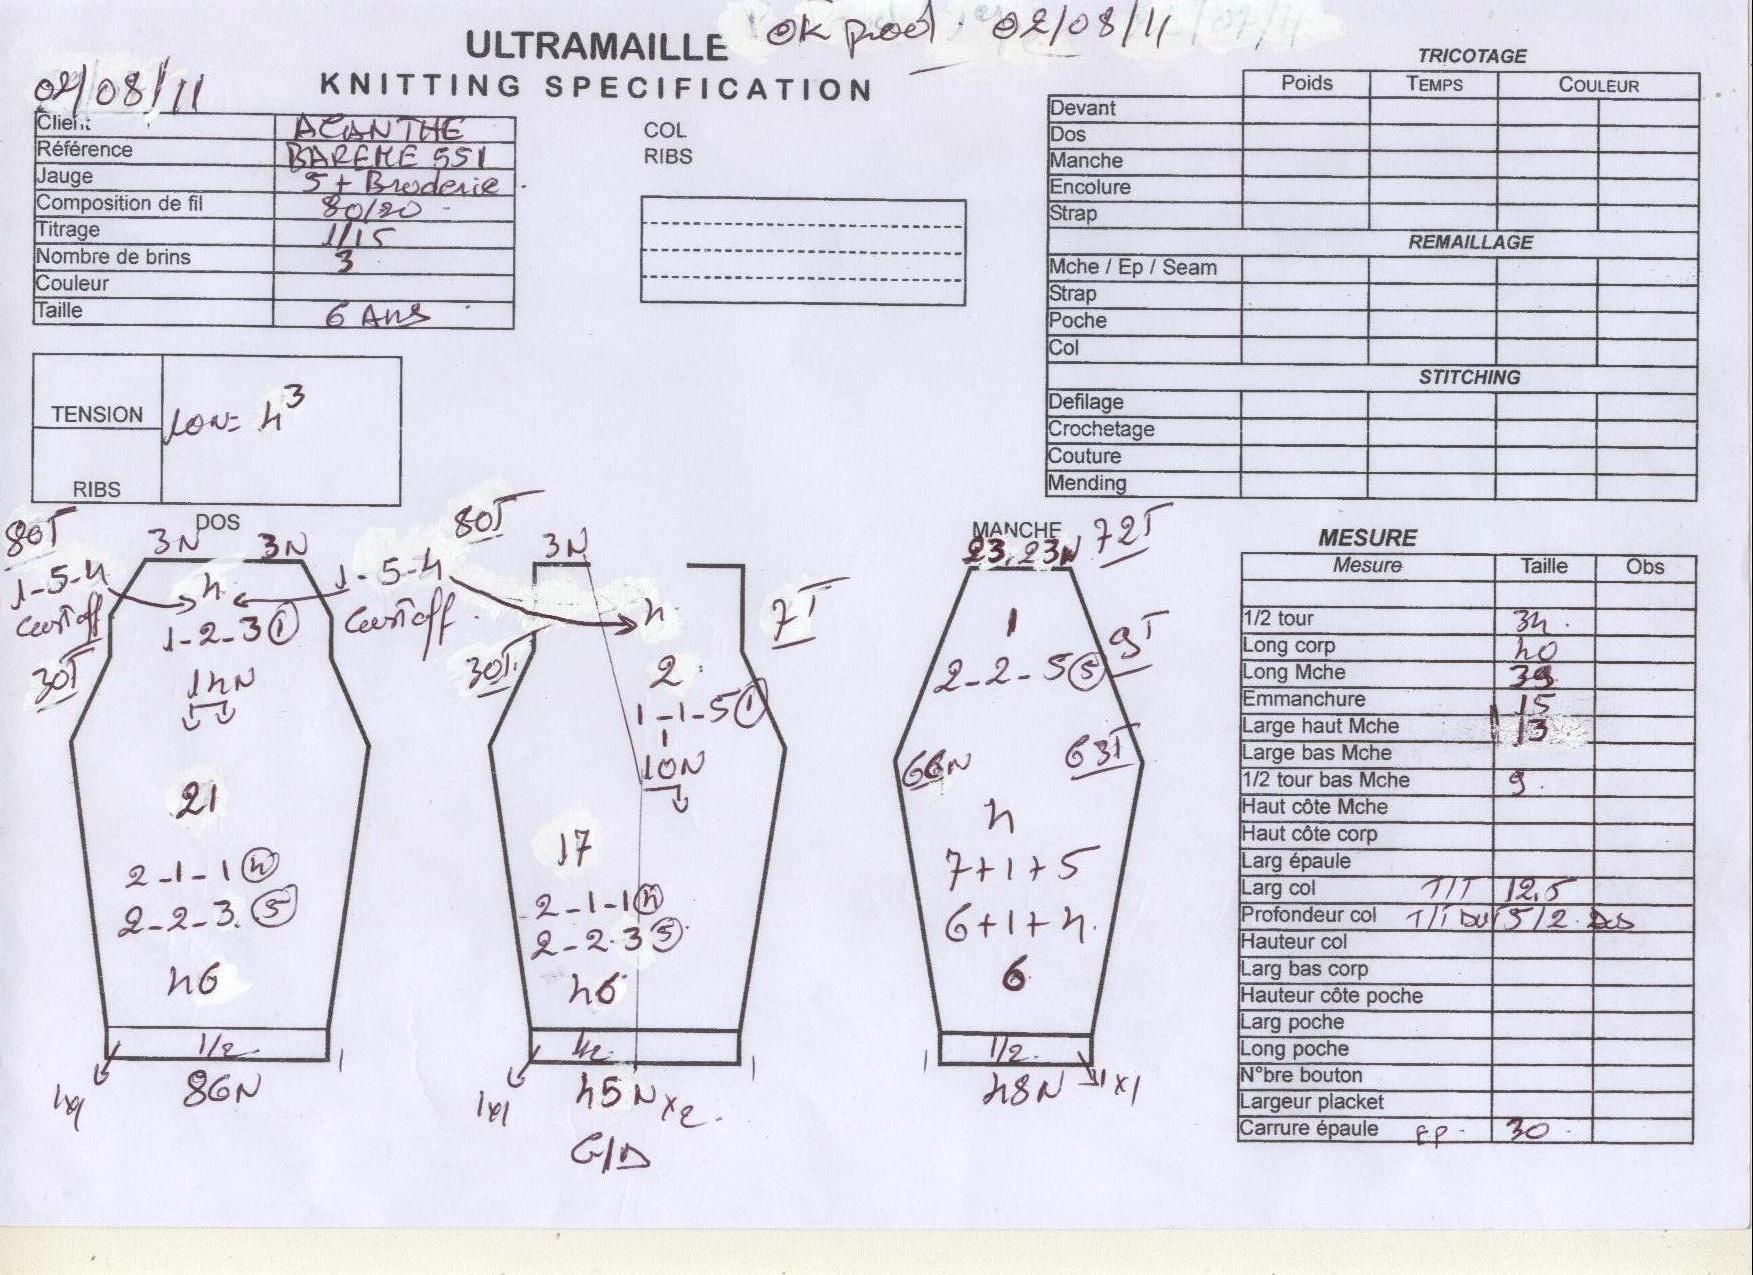 OK prod. 02/08/11
ULTRAMAILLE
KNITTING SPECIFICATION
02/08/11
Client ACANTHE
Référence BAREME 551
Jauge 5 + Broderie
Composition de fil 80/20
Titrage 1/15
Nombre de brins 3
Couleur
Taille 6 Ans
COL
RIBS
TRICOTAGE
Poids TEMPS COULEUR
Devant
Dos
Manche
Encolure
Strap
REMAILLAGE
Mche / Ep / Seam
Strap
Poche
Col
STITCHING
Defilage
Crochetage
Couture
Mending
TENSION
RIBS
DOS
80T
3N 3N
1-5-4
castoff
4
1-2-3 1
30T
14N
21
2-1-1 4
2-2-3 5
46
1/2
86N
80T
3N
1-5-4
castoff
4
7T
30T
2
1-1-5 1
1
10N
17
2-1-1 4
2-2-3 5
46
1/2
45N x2
G/D
MANCHE
72T
23 23N
1
9T
2-2-5 5
66N 63T
4
7+1+5
6+1+4
6
1/2
48N 1x1
MESURE
Mesure Taille Obs
1/2 tour 34
Long corp 40
Long Mche 39
Emmanchure 15
Large haut Mche 13
Large bas Mche
1/2 tour bas Mche 9
Haut côte Mche
Haut côte corp
Larg épaule
Larg col T/T 12,5
Profondeur col T/T 5/2 Dos
Hauteur col
Larg bas corp
Hauteur côte poche
Larg poche
Long poche
N°bre bouton
Largeur placket
Carrure épaule EP 30